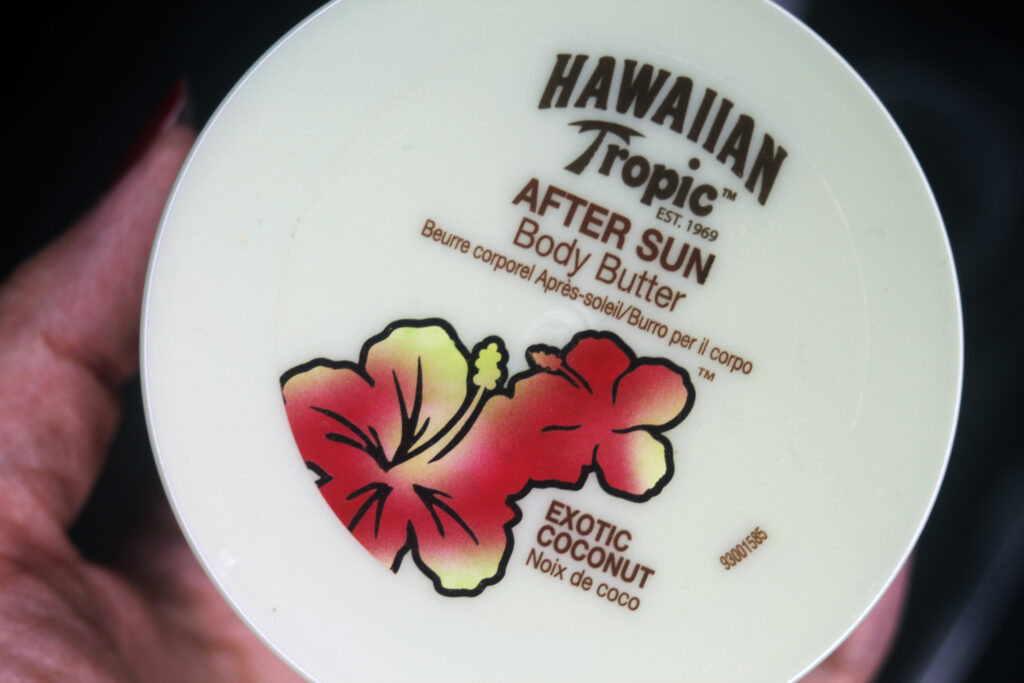 HAWAIIAN
Tropic™
EST. 1969
AFTER SUN
Body Butter
Beurre corporel Après-soleil/Burro per il corpo
™
EXOTIC
COCONUT
Noix de coco
93001585